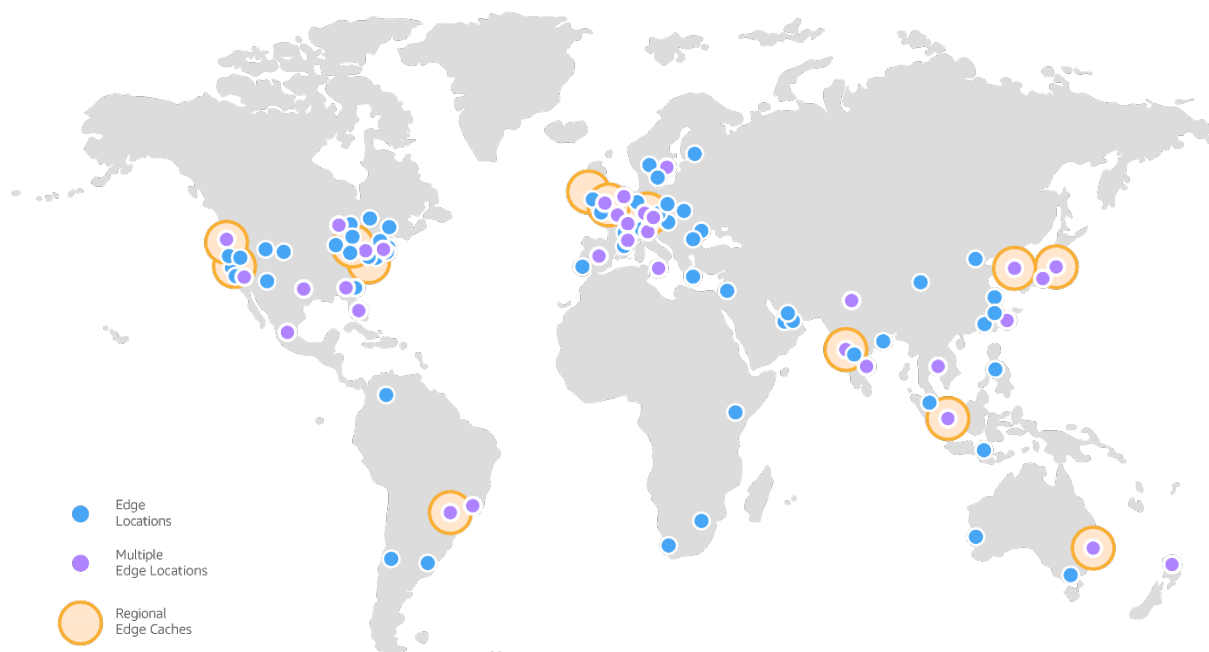 Edge
Locations
Multiple
Edge Locations
Regional
Edge Caches